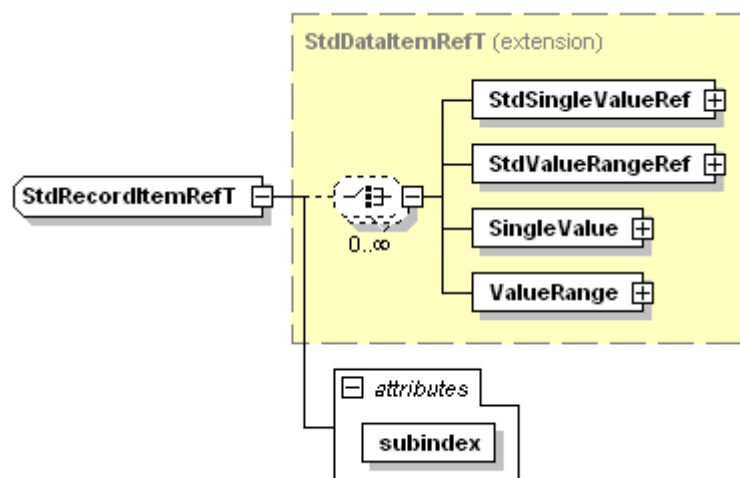 StdDataItemRefT (extension)
StdSingleValueRef
StdValueRangeRef
StdRecordItemRefT
0..∞
SingleValue
ValueRange
attributes
subindex